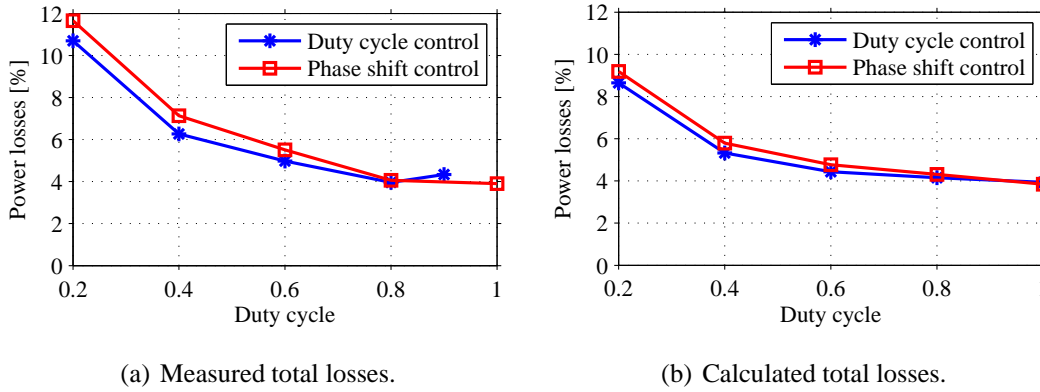 12
10
8
6
4
2
0
Power losses [%]
Duty cycle control
Phase shift control
0.2 0.4 0.6 0.8 1
Duty cycle
(a) Measured total losses.
12
10
8
6
4
2
0
Power losses [%]
Duty cycle control
Phase shift control
0.2 0.4 0.6 0.8
Duty cycle
(b) Calculated total losses.